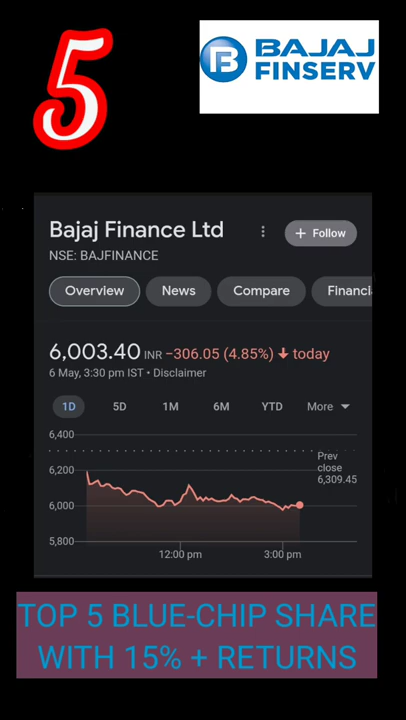 5
BAJAJ
FINSERV
Bajaj Finance Ltd
+ Follow
NSE: BAJFINANCE
Overview News Compare Financi
6,003.40 INR −306.05 (4.85%) today
6 May, 3:30 pm IST • Disclaimer
1D 5D 1M 6M YTD More
6,400
Prev
close
6,309.45
6,200
6,000
5,800
12:00 pm 3:00 pm
TOP 5 BLUE-CHIP SHARE
WITH 15% + RETURNS